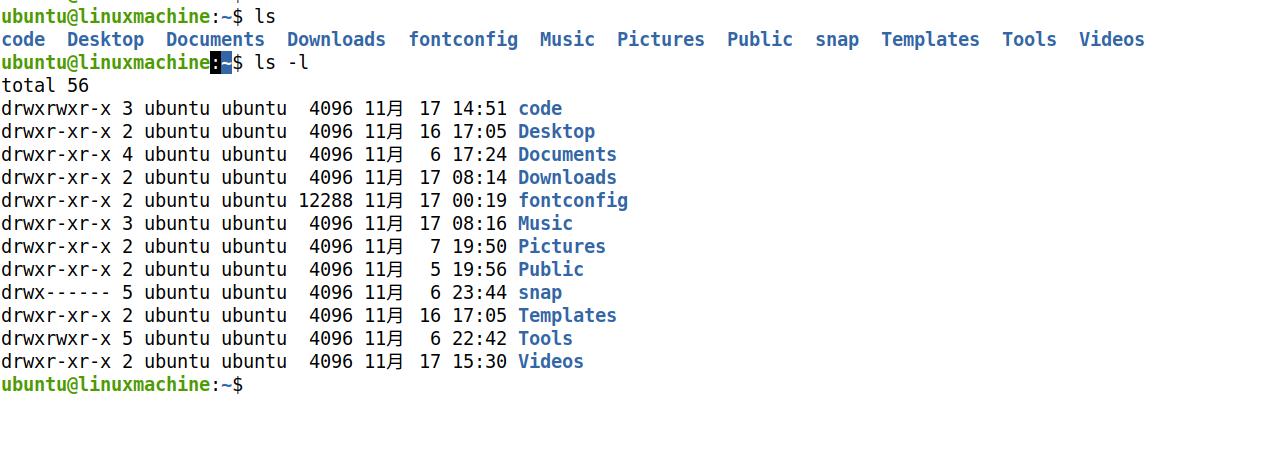 ubuntu@linuxmachine:~$ ls
code  Desktop  Documents  Downloads  fontconfig  Music  Pictures  Public  snap  Templates  Tools  Videos
ubuntu@linuxmachine:~$ ls -l
total 56
drwxrwxr-x 3 ubuntu ubuntu  4096 11月 17 14:51 code
drwxr-xr-x 2 ubuntu ubuntu  4096 11月 16 17:05 Desktop
drwxr-xr-x 4 ubuntu ubuntu  4096 11月  6 17:24 Documents
drwxr-xr-x 2 ubuntu ubuntu  4096 11月 17 08:14 Downloads
drwxr-xr-x 2 ubuntu ubuntu 12288 11月 17 00:19 fontconfig
drwxr-xr-x 3 ubuntu ubuntu  4096 11月 17 08:16 Music
drwxr-xr-x 2 ubuntu ubuntu  4096 11月  7 19:50 Pictures
drwxr-xr-x 2 ubuntu ubuntu  4096 11月  5 19:56 Public
drwx------ 5 ubuntu ubuntu  4096 11月  6 23:44 snap
drwxr-xr-x 2 ubuntu ubuntu  4096 11月 16 17:05 Templates
drwxrwxr-x 5 ubuntu ubuntu  4096 11月  6 22:42 Tools
drwxr-xr-x 2 ubuntu ubuntu  4096 11月 17 15:30 Videos
ubuntu@linuxmachine:~$